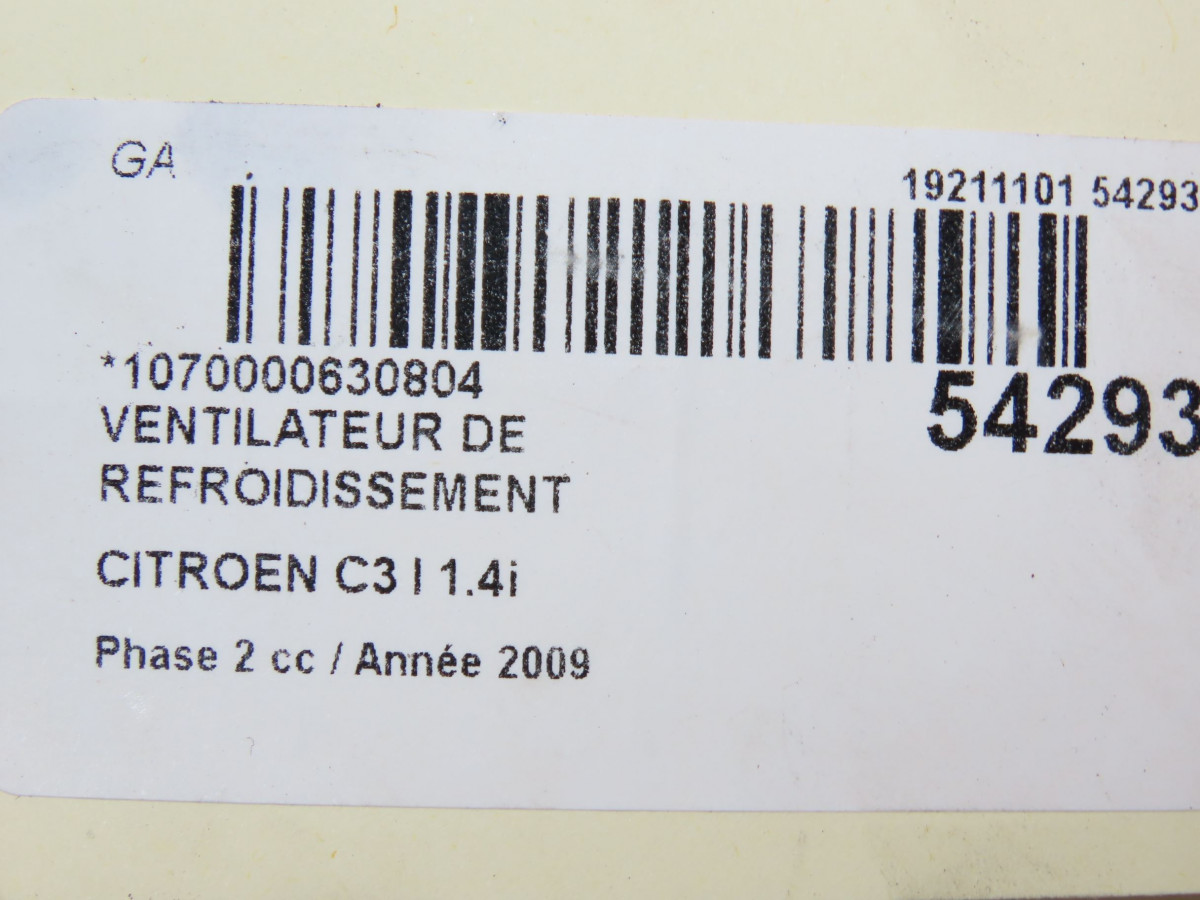 GA
19211101 54293
*1070000630804
54293
VENTILATEUR DE
REFROIDISSEMENT
CITROEN C3 I 1.4i
Phase 2 cc / Année 2009